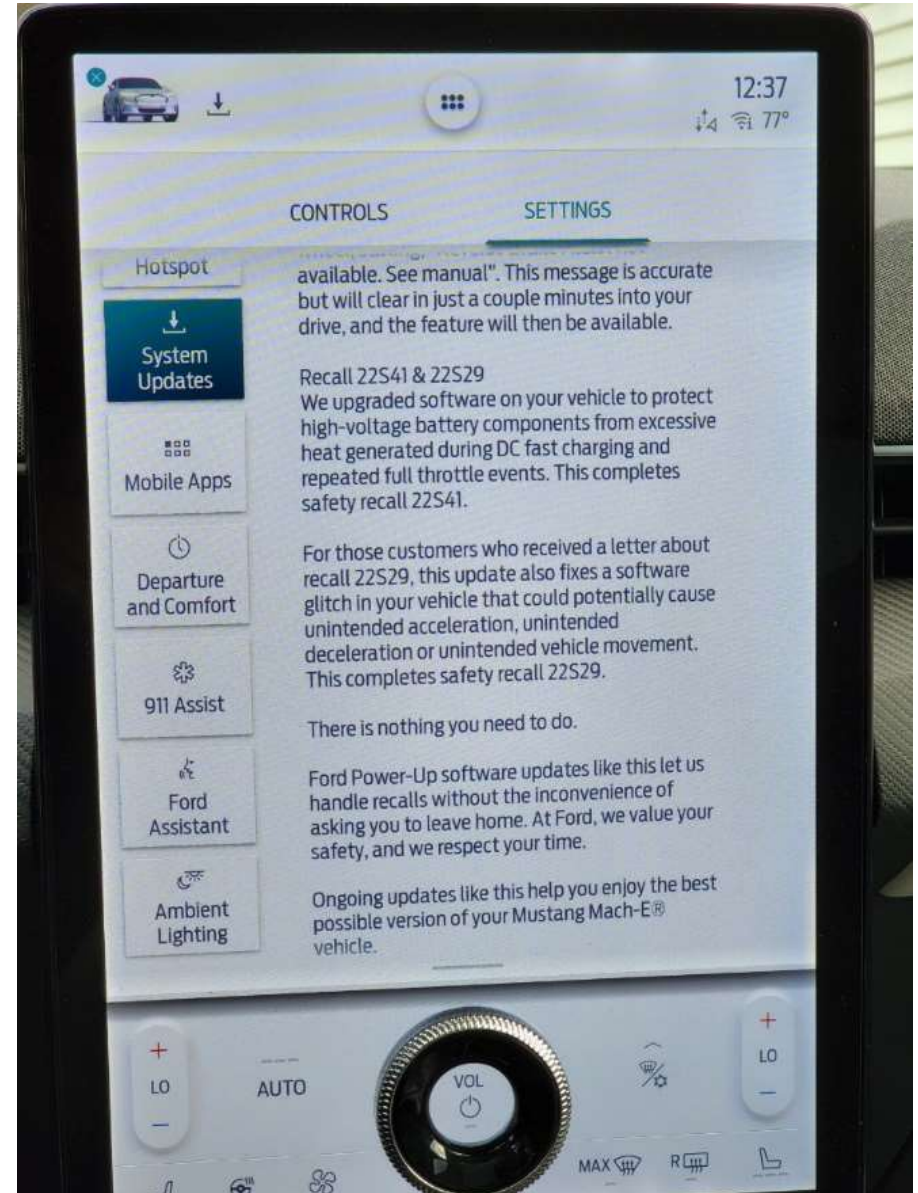 12:37
77°
CONTROLS
SETTINGS
Hotspot
System
Updates
Mobile Apps
Departure
and Comfort
911 Assist
Ford
Assistant
Ambient
Lighting
available. See manual". This message is accurate
but will clear in just a couple minutes into your
drive, and the feature will then be available.
Recall 22S41 & 22S29
We upgraded software on your vehicle to protect
high-voltage battery components from excessive
heat generated during DC fast charging and
repeated full throttle events. This completes
safety recall 22S41.
For those customers who received a letter about
recall 22S29, this update also fixes a software
glitch in your vehicle that could potentially cause
unintended acceleration, unintended
deceleration or unintended vehicle movement.
This completes safety recall 22S29.
There is nothing you need to do.
Ford Power-Up software updates like this let us
handle recalls without the inconvenience of
asking you to leave home. At Ford, we value your
safety, and we respect your time.
Ongoing updates like this help you enjoy the best
possible version of your Mustang Mach-E®
vehicle.
+
LO
−
AUTO
VOL
+
LO
−
MAX
R